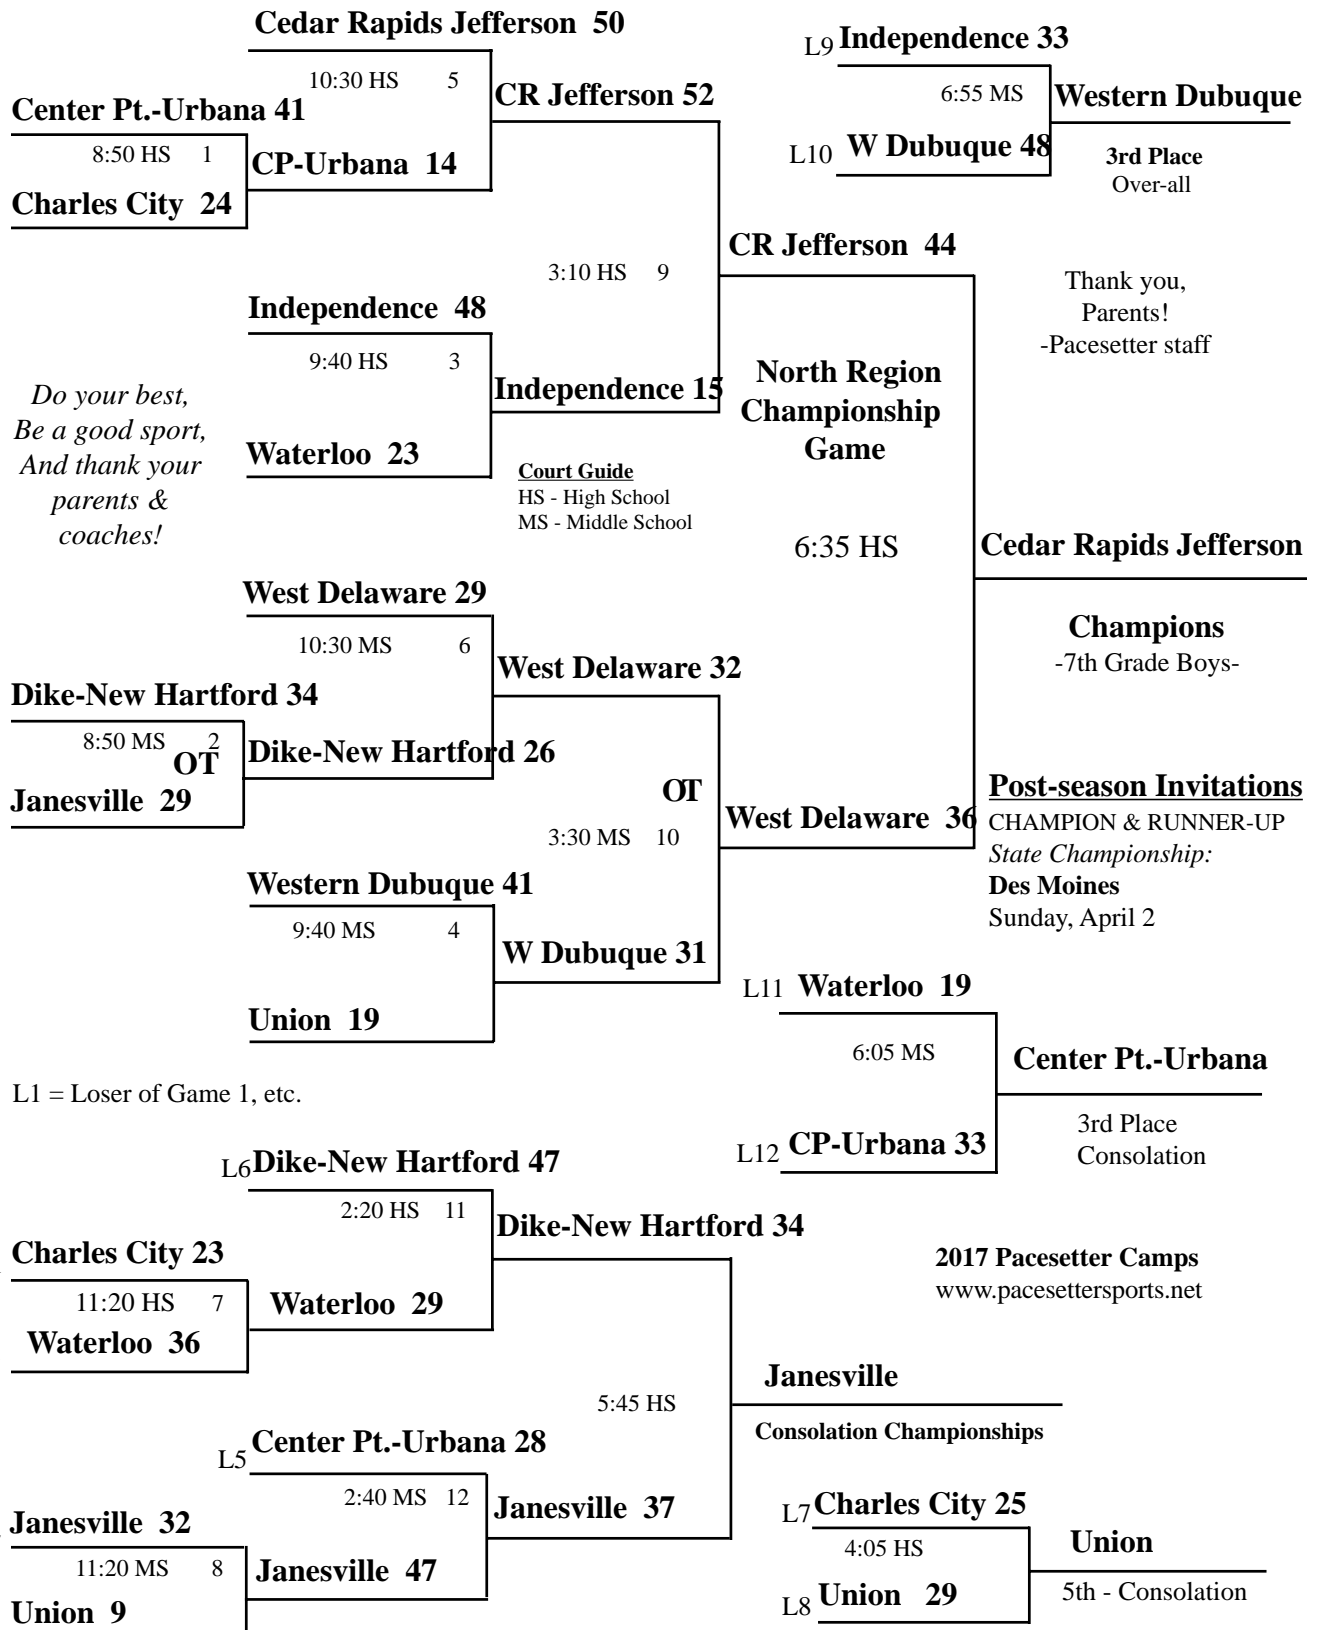 Cedar Rapids Jefferson 50
10:30 HS 5
Center Pt.-Urbana 41
8:50 HS 1
Charles City 24
CP-Urbana 14
CR Jefferson 52
3:10 HS 9
Independence 48
9:40 HS 3
Waterloo 23
Independence 15
CR Jefferson 44
L9 Independence 33
6:55 MS
L10 W Dubuque 48
Western Dubuque
3rd Place
Over-all
Thank you,
Parents!
-Pacesetter staff
Do your best,
Be a good sport,
And thank your
parents &
coaches!
Court Guide
HS - High School
MS - Middle School
North Region
Championship
Game
6:35 HS
Cedar Rapids Jefferson
Champions
-7th Grade Boys-
West Delaware 29
10:30 MS 6
Dike-New Hartford 34
8:50 MS 2
OT
Janesville 29
Dike-New Hartford 26
West Delaware 32
OT
3:30 MS 10
Western Dubuque 41
9:40 MS 4
Union 19
W Dubuque 31
West Delaware 36
Post-season Invitations
CHAMPION & RUNNER-UP
State Championship:
Des Moines
Sunday, April 2
L11 Waterloo 19
6:05 MS
L12 CP-Urbana 33
Center Pt.-Urbana
3rd Place
Consolation
L1 = Loser of Game 1, etc.
L6 Dike-New Hartford 47
2:20 HS 11
Charles City 23
11:20 HS 7
Waterloo 36
Waterloo 29
Dike-New Hartford 34
5:45 HS
L5 Center Pt.-Urbana 28
2:40 MS 12
Janesville 32
11:20 MS 8
Union 9
Janesville 47
Janesville 37
Janesville
Consolation Championships
2017 Pacesetter Camps
www.pacesettersports.net
L7 Charles City 25
4:05 HS
L8 Union 29
Union
5th - Consolation